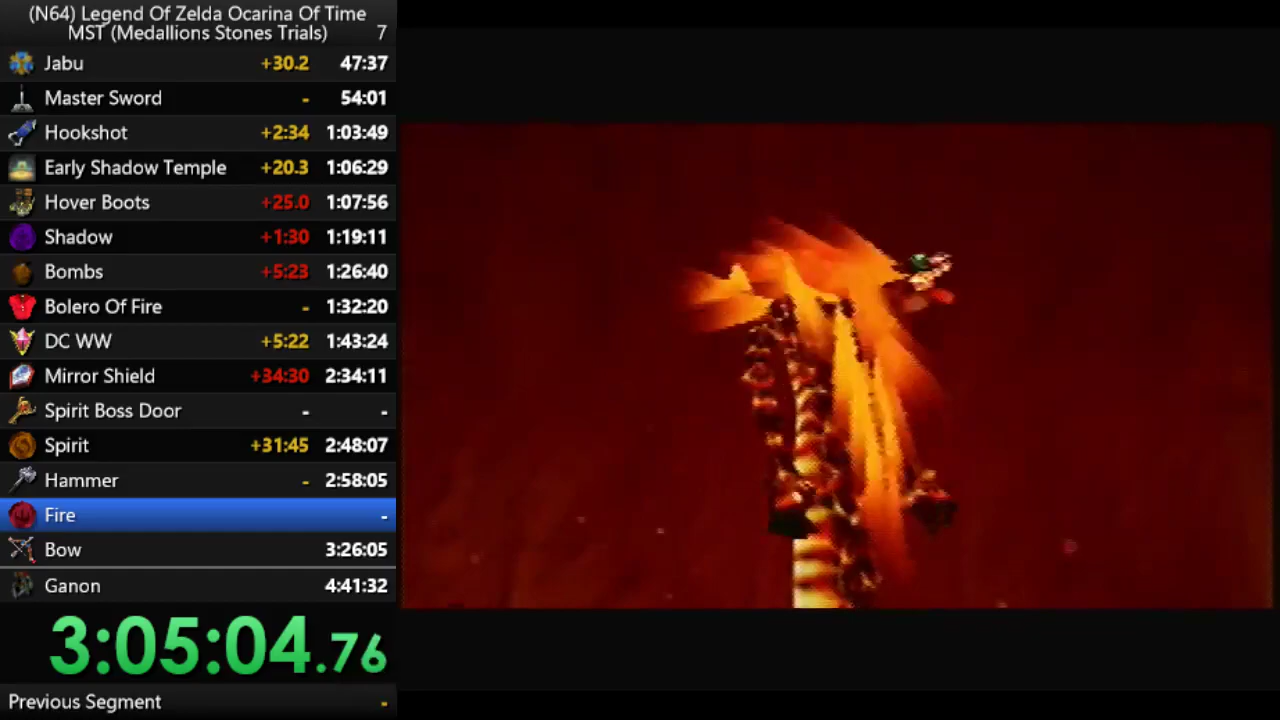 (N64) Legend Of Zelda Ocarina Of Time
MST (Medallions Stones Trials) 7
Jabu +30.2 47:37
Master Sword - 54:01
Hookshot +2:34 1:03:49
Early Shadow Temple +20.3 1:06:29
Hover Boots +25.0 1:07:56
Shadow +1:30 1:19:11
Bombs +5:23 1:26:40
Bolero Of Fire - 1:32:20
DC WW +5:22 1:43:24
Mirror Shield +34:30 2:34:11
Spirit Boss Door - -
Spirit +31:45 2:48:07
Hammer - 2:58:05
Fire -
Bow 3:26:05
Ganon 4:41:32
3:05:04.76
Previous Segment -